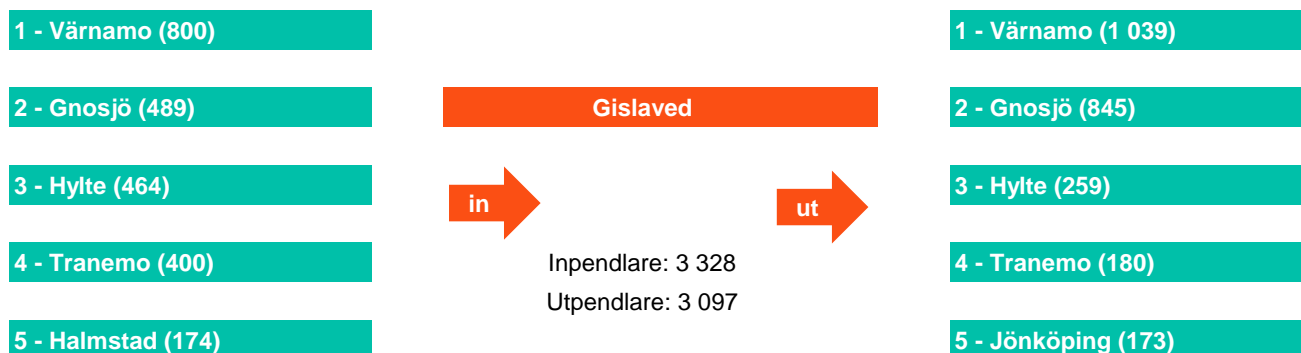 1 - Värnamo (800)
2 - Gnosjö (489)
3 - Hylte (464)
4 - Tranemo (400)
5 - Halmstad (174)
Gislaved
in
ut
Inpendlare: 3 328
Utpendlare: 3 097
1 - Värnamo (1 039)
2 - Gnosjö (845)
3 - Hylte (259)
4 - Tranemo (180)
5 - Jönköping (173)